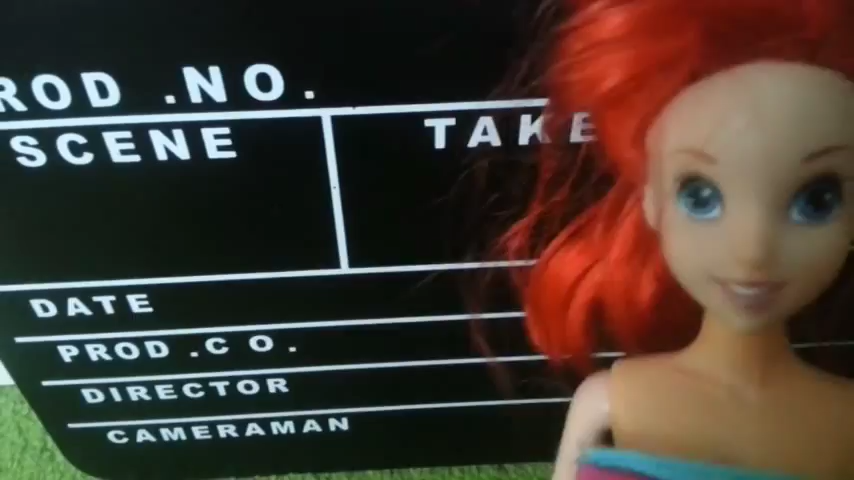 ROD .NO.
SCENE TAKE
DATE
PROD .C O .
DIRECTOR
CAMERAMAN